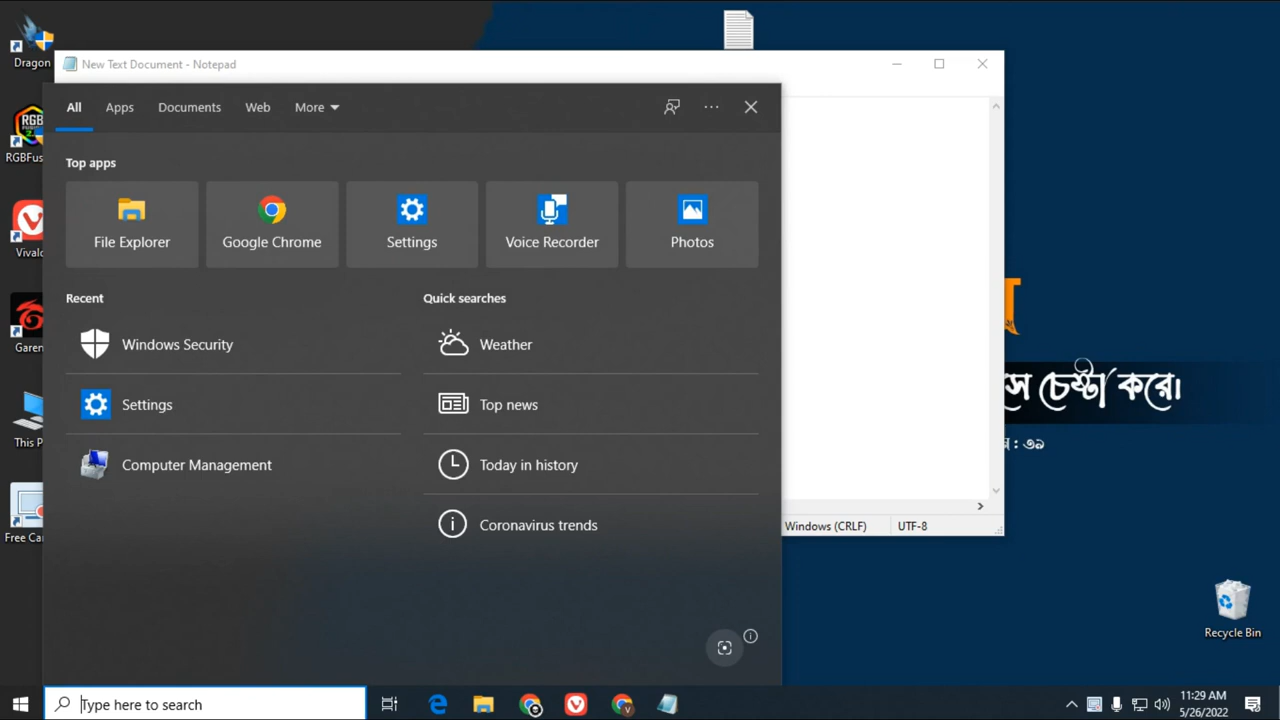 Dragon
New Text Document - Notepad
All Apps Documents Web More
RGB
RGBFus
Top apps
File Explorer Google Chrome Settings Voice Recorder Photos
Recent
Quick searches
Windows Security
Weather
Settings
Top news
Computer Management
Today in history
Coronavirus trends
Vival
Garen
This P
Free Ca
Windows (CRLF) UTF-8
সে চেষ্টা করে।
: ৩৯
Recycle Bin
Type here to search
11:29 AM
5/26/2022